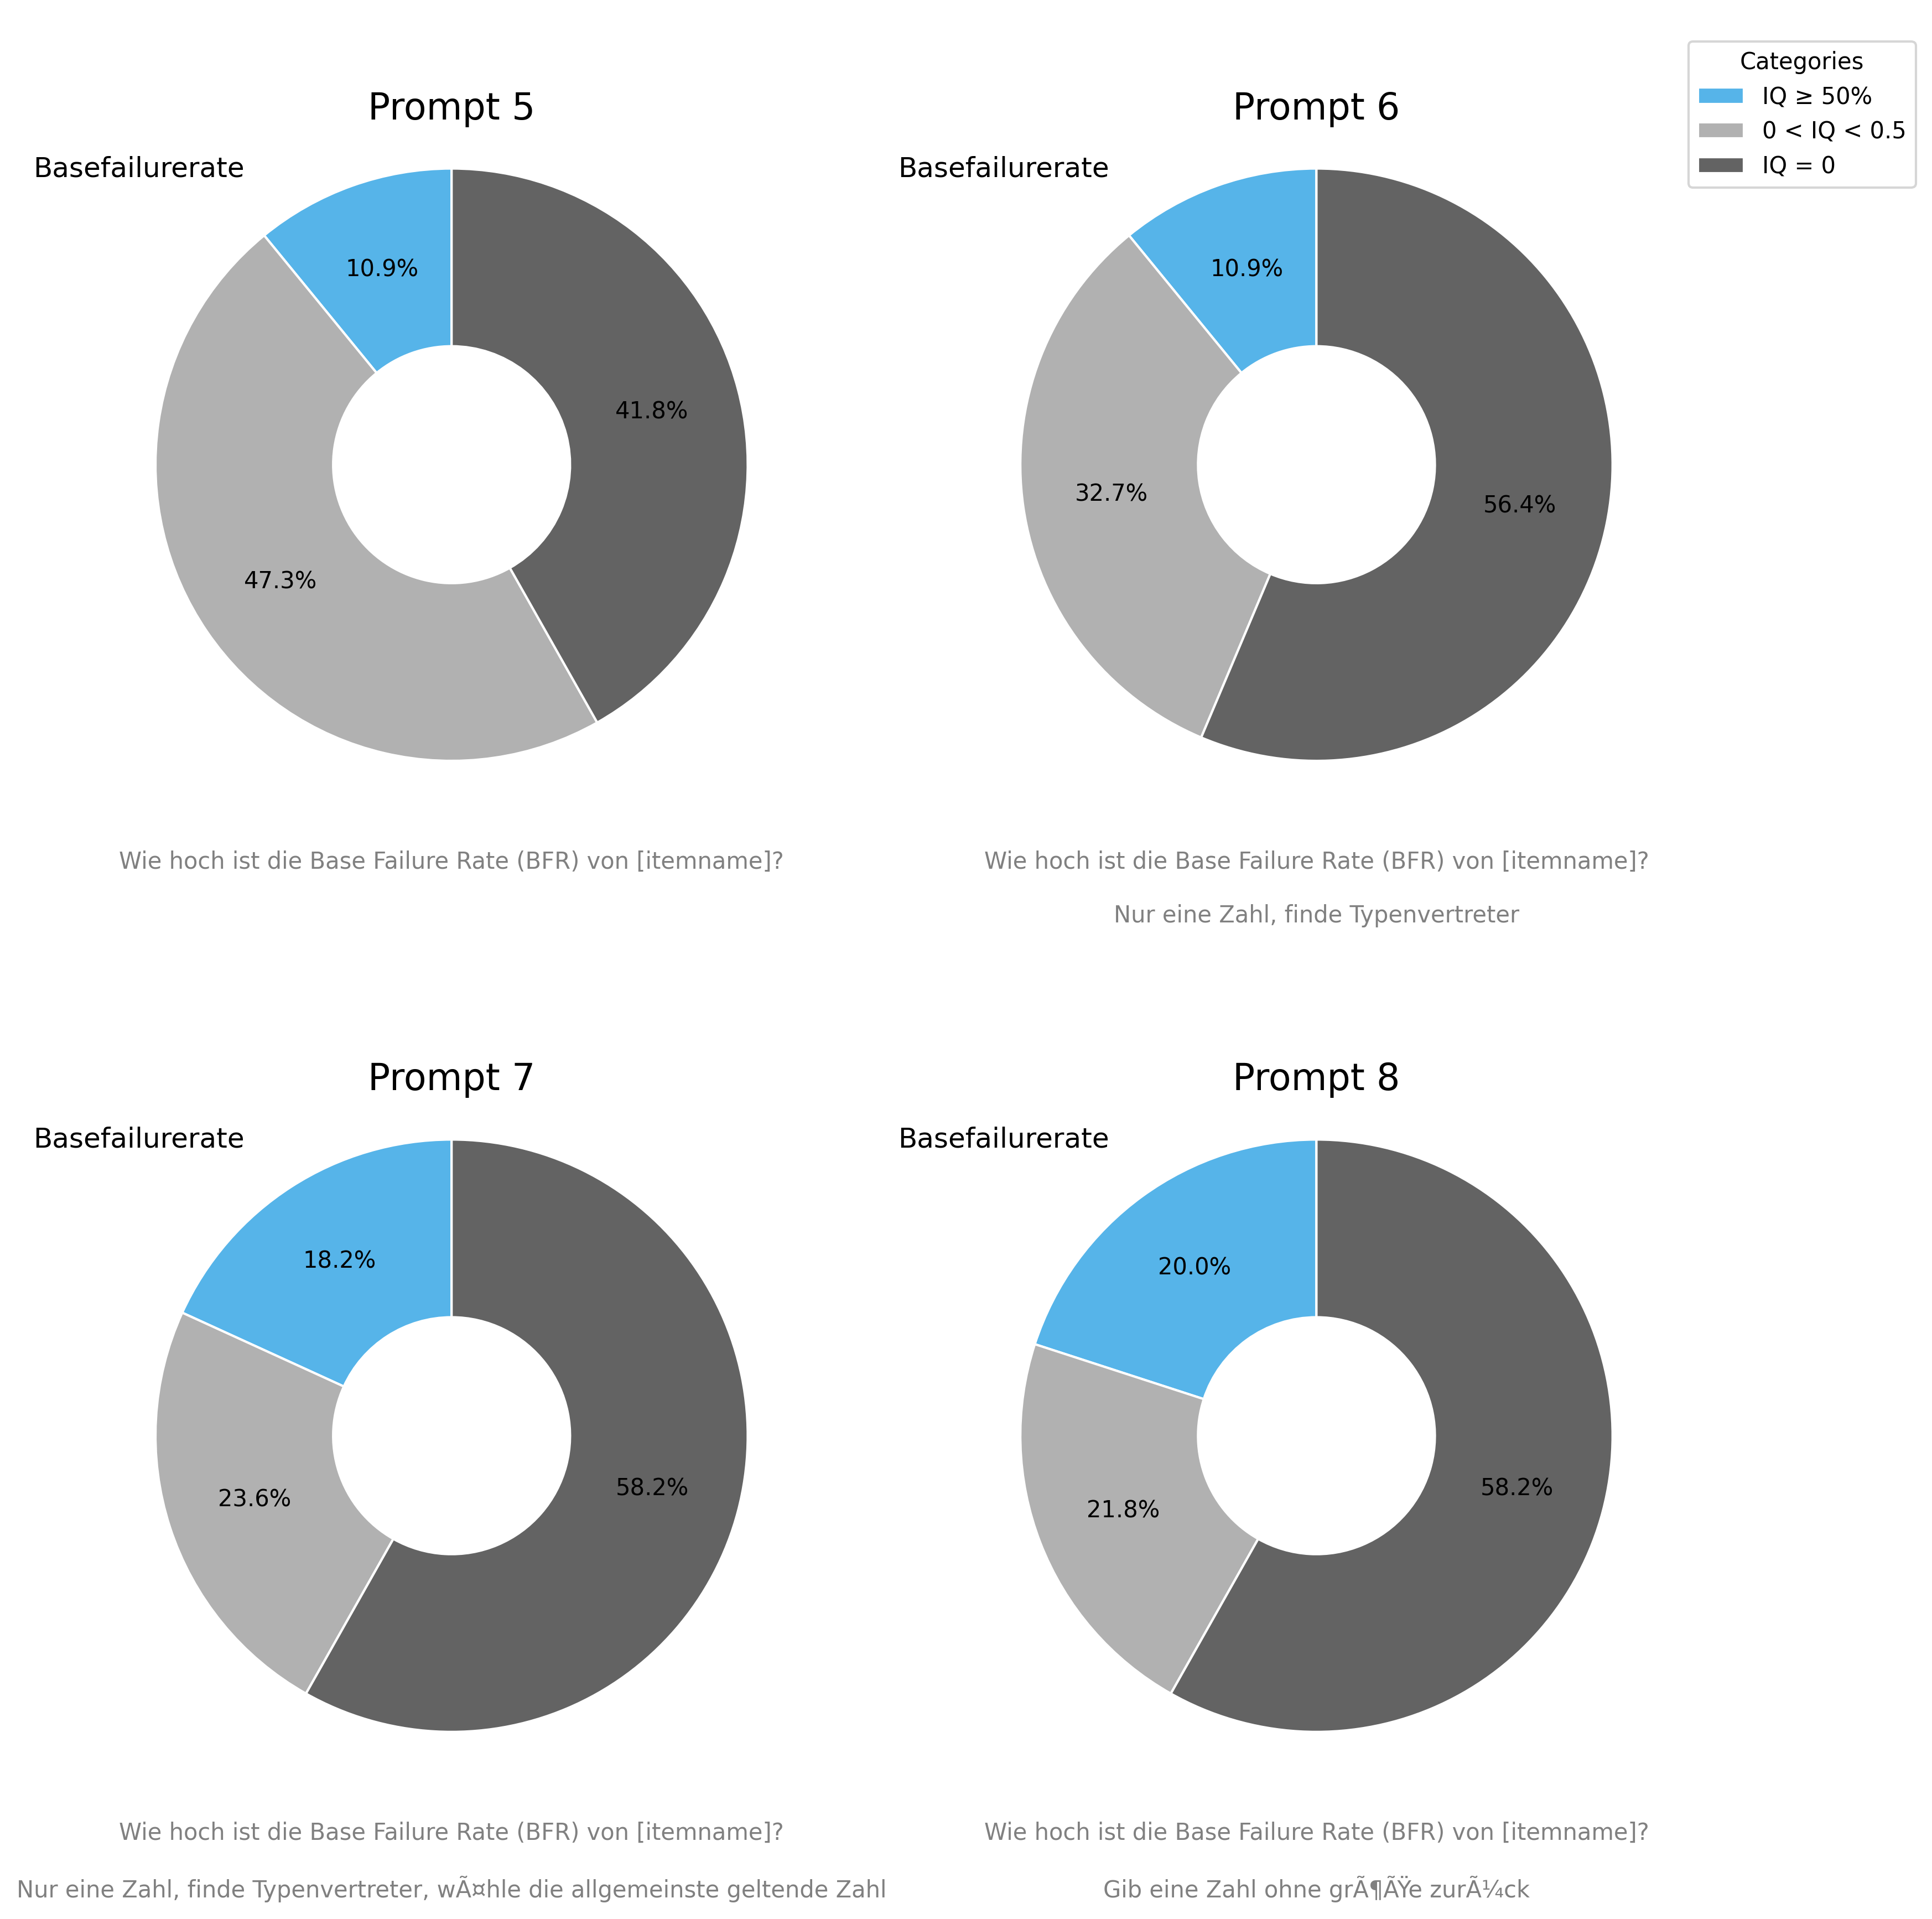 Categories
IQ ≥ 50%
0 < IQ < 0.5
IQ = 0
Prompt 5
Basefailurerate
10.9%
41.8%
47.3%
Wie hoch ist die Base Failure Rate (BFR) von [itemname]?
Prompt 6
Basefailurerate
10.9%
32.7%
56.4%
Wie hoch ist die Base Failure Rate (BFR) von [itemname]?
Nur eine Zahl, finde Typenvertreter
Prompt 7
Basefailurerate
18.2%
58.2%
23.6%
Wie hoch ist die Base Failure Rate (BFR) von [itemname]?
Nur eine Zahl, finde Typenvertreter, wÃ¤hle die allgemeinste geltende Zahl
Prompt 8
Basefailurerate
20.0%
58.2%
21.8%
Wie hoch ist die Base Failure Rate (BFR) von [itemname]?
Gib eine Zahl ohne grÃ¶ÃŸe zurÃ¼ck